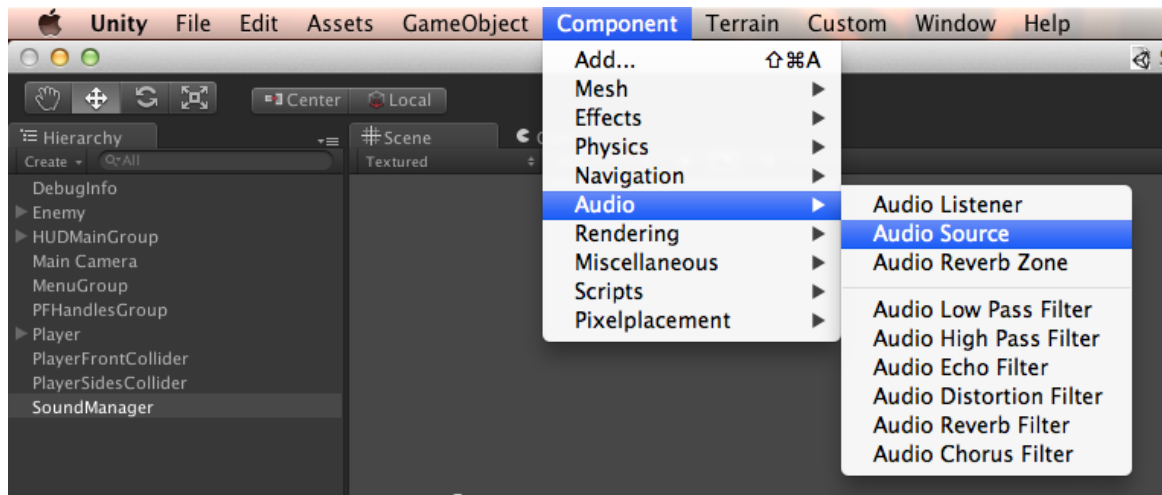 Unity File Edit Assets GameObject Component Terrain Custom Window Help
Center Local
Hierarchy
Create All
DebugInfo
Enemy
HUDMainGroup
Main Camera
MenuGroup
PFHandlesGroup
Player
PlayerFrontCollider
PlayerSidesCollider
SoundManager
Scene
Textured
Add... ⇧⌘A
Mesh
Effects
Physics
Navigation
Audio
Rendering
Miscellaneous
Scripts
Pixelplacement
Audio Listener
Audio Source
Audio Reverb Zone
Audio Low Pass Filter
Audio High Pass Filter
Audio Echo Filter
Audio Distortion Filter
Audio Reverb Filter
Audio Chorus Filter